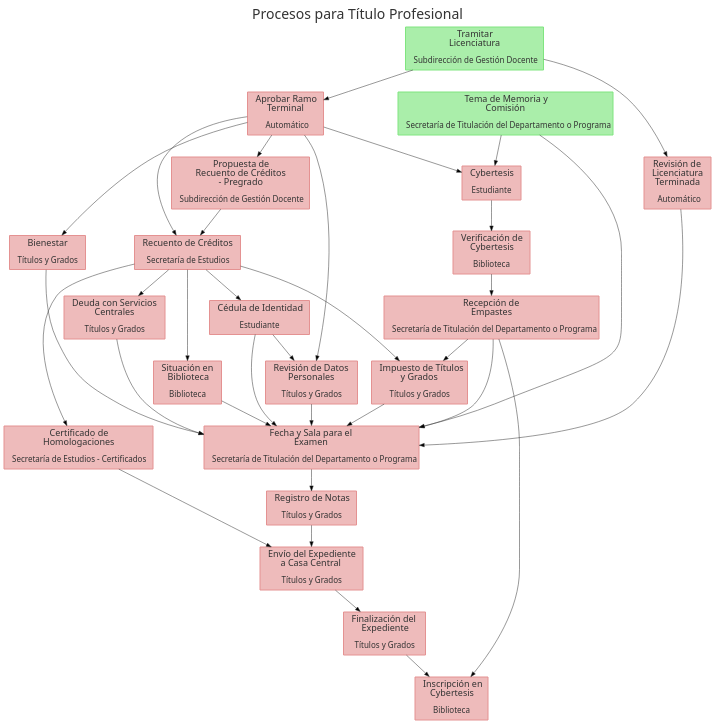 Procesos para Título Profesional
Tramitar
Licenciatura
Subdirección de Gestión Docente
Aprobar Ramo
Terminal
Automático
Tema de Memoria y
Comisión
Secretaría de Titulación del Departamento o Programa
Propuesta de
Recuento de Créditos
- Pregrado
Subdirección de Gestión Docente
Cybertesis
Estudiante
Revisión de
Licenciatura
Terminada
Automático
Bienestar
Títulos y Grados
Recuento de Créditos
Secretaría de Estudios
Verificación de
Cybertesis
Biblioteca
Deuda con Servicios
Centrales
Títulos y Grados
Cédula de Identidad
Estudiante
Recepción de
Empastes
Secretaría de Titulación del Departamento o Programa
Situación en
Biblioteca
Biblioteca
Revisión de Datos
Personales
Títulos y Grados
Impuesto de Títulos
y Grados
Títulos y Grados
Certificado de
Homologaciones
Secretaría de Estudios - Certificados
Fecha y Sala para el
Examen
Secretaría de Titulación del Departamento o Programa
Registro de Notas
Títulos y Grados
Envío del Expediente
a Casa Central
Títulos y Grados
Finalización del
Expediente
Títulos y Grados
Inscripción en
Cybertesis
Biblioteca